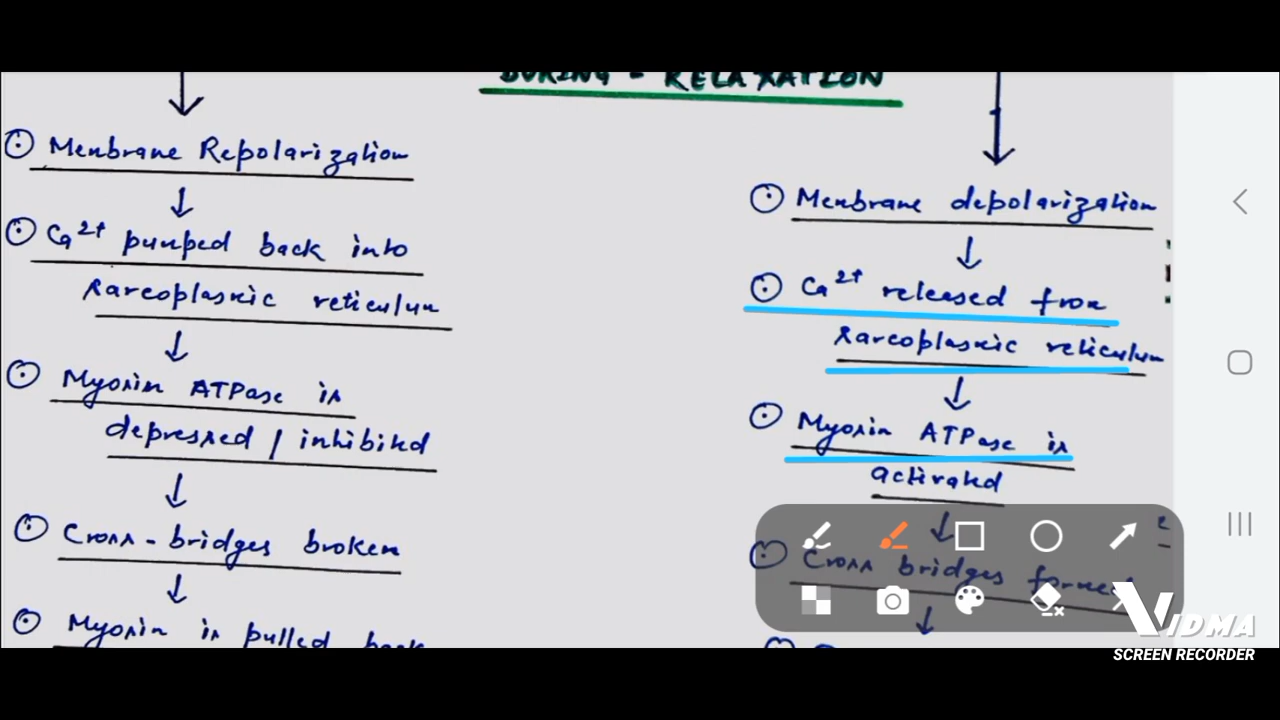 DURING - RELAXATION
Membrane Repolarization
Ca2+ pumped back into
sarcoplasmic reticulum
Myosin ATPase is
depressed / inhibited
Cross-bridges broken
Myosin is pulled back
Membrane depolarization
Ca2+ released from
sarcoplasmic reticulum
Myosin ATPase is
activated
Cross bridges formed
VIDMA
SCREEN RECORDER